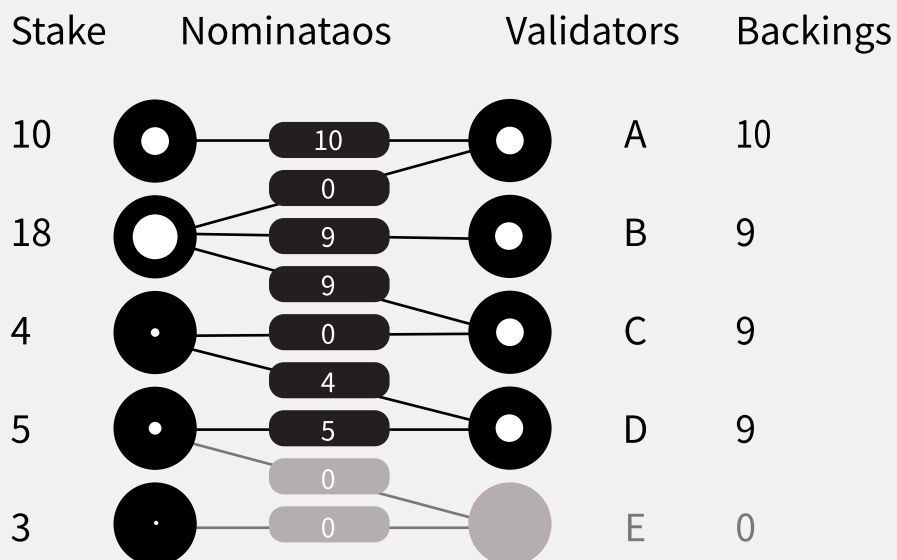 Stake Nominataos Validators Backings
10 10 A 10
0
18 9 B 9
9
4 0 C 9
4
5 5 D 9
0
3 0 E 0